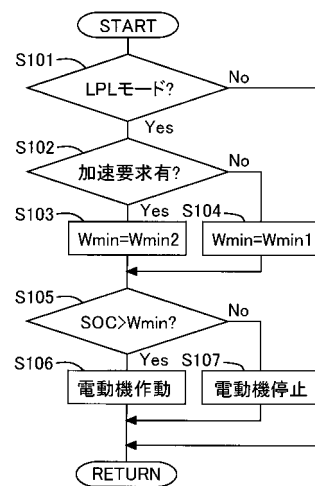 START
S101
LPLモード?
No
Yes
S102
加速要求有?
No
Yes
S103
Wmin=Wmin2
S104
Wmin=Wmin1
S105
SOC>Wmin?
No
Yes
S106
電動機作動
S107
電動機停止
RETURN